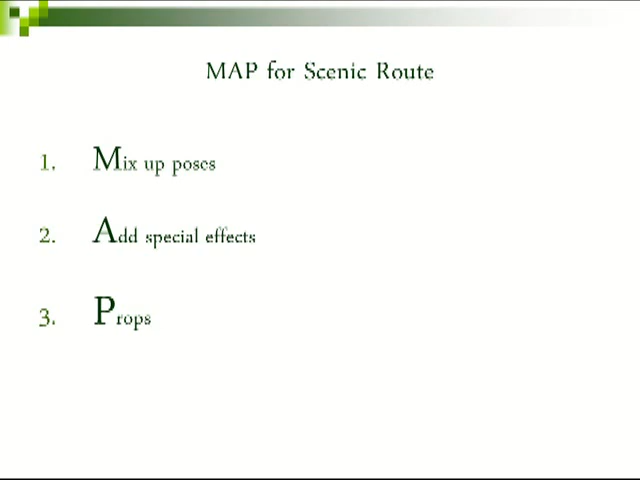 MAP for Scenic Route
1. Mix up poses
2. Add special effects
3. Props